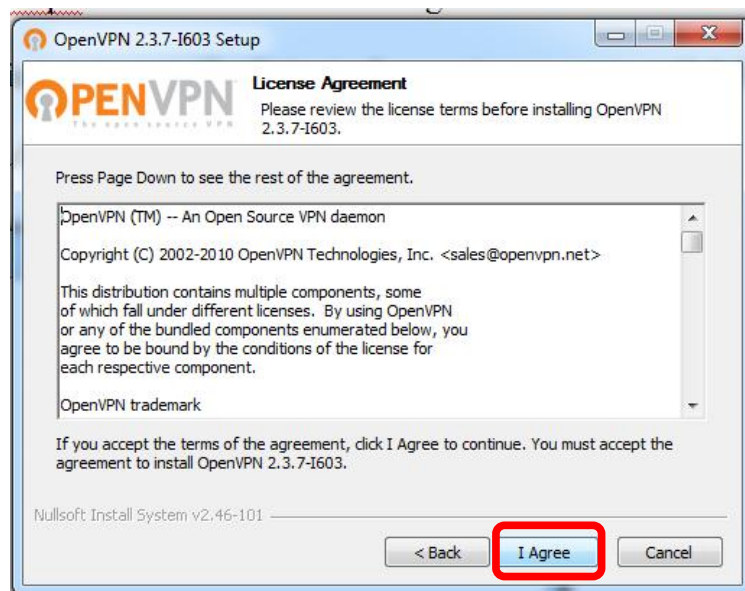 OpenVPN 2.3.7-I603 Setup
OPENVPN
The open source VPN
License Agreement
Please review the license terms before installing OpenVPN
2.3.7-I603.
Press Page Down to see the rest of the agreement.
OpenVPN (TM) -- An Open Source VPN daemon
Copyright (C) 2002-2010 OpenVPN Technologies, Inc. <sales@openvpn.net>
This distribution contains multiple components, some
of which fall under different licenses.  By using OpenVPN
or any of the bundled components enumerated below, you
agree to be bound by the conditions of the license for
each respective component.
OpenVPN trademark
If you accept the terms of the agreement, click I Agree to continue. You must accept the
agreement to install OpenVPN 2.3.7-I603.
Nullsoft Install System v2.46-101
< Back
I Agree
Cancel